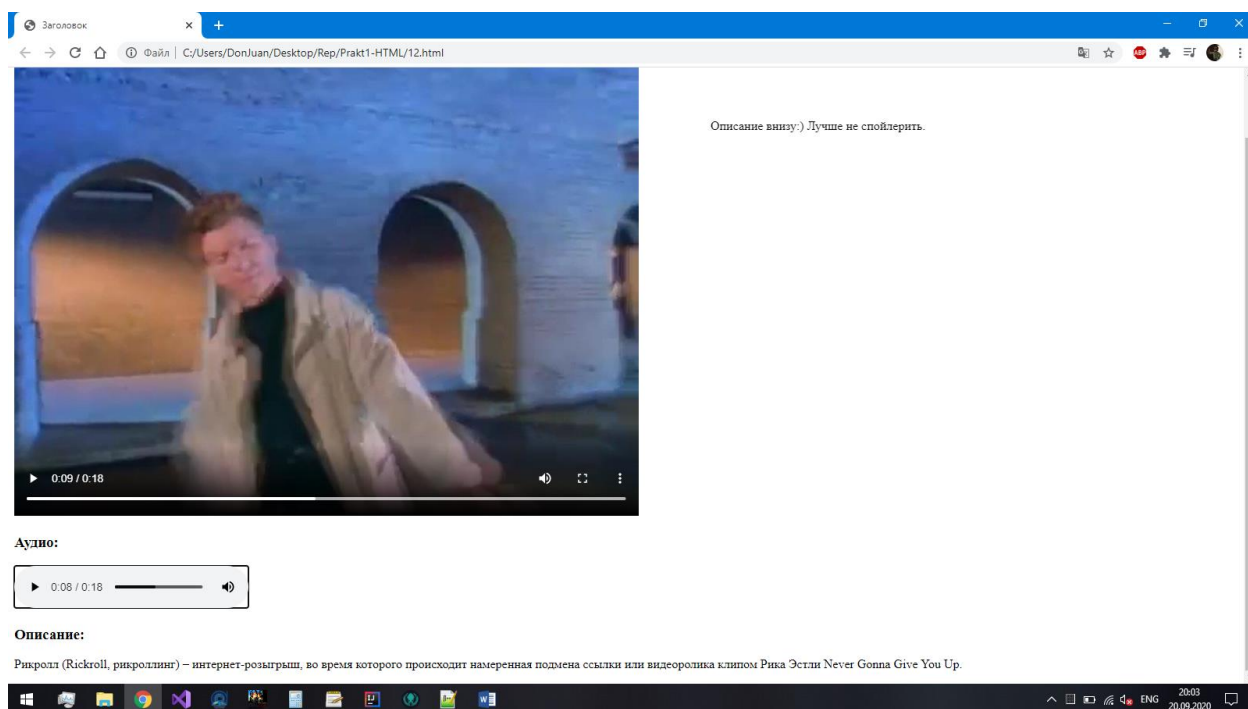 Заголовок
Файл | C:/Users/DonJuan/Desktop/Rep/Prakt1-HTML/12.html
ABP
Описание внизу:) Лучше не спойлерить.
0:09 / 0:18
Аудио:
0:08 / 0:18
Описание:
Рикролл (Rickroll, рикроллинг) – интернет-розыгрыш, во время которого происходит намеренная подмена ссылки или видеоролика клипом Рика Эстли Never Gonna Give You Up.
ENG
20:03
20.09.2020